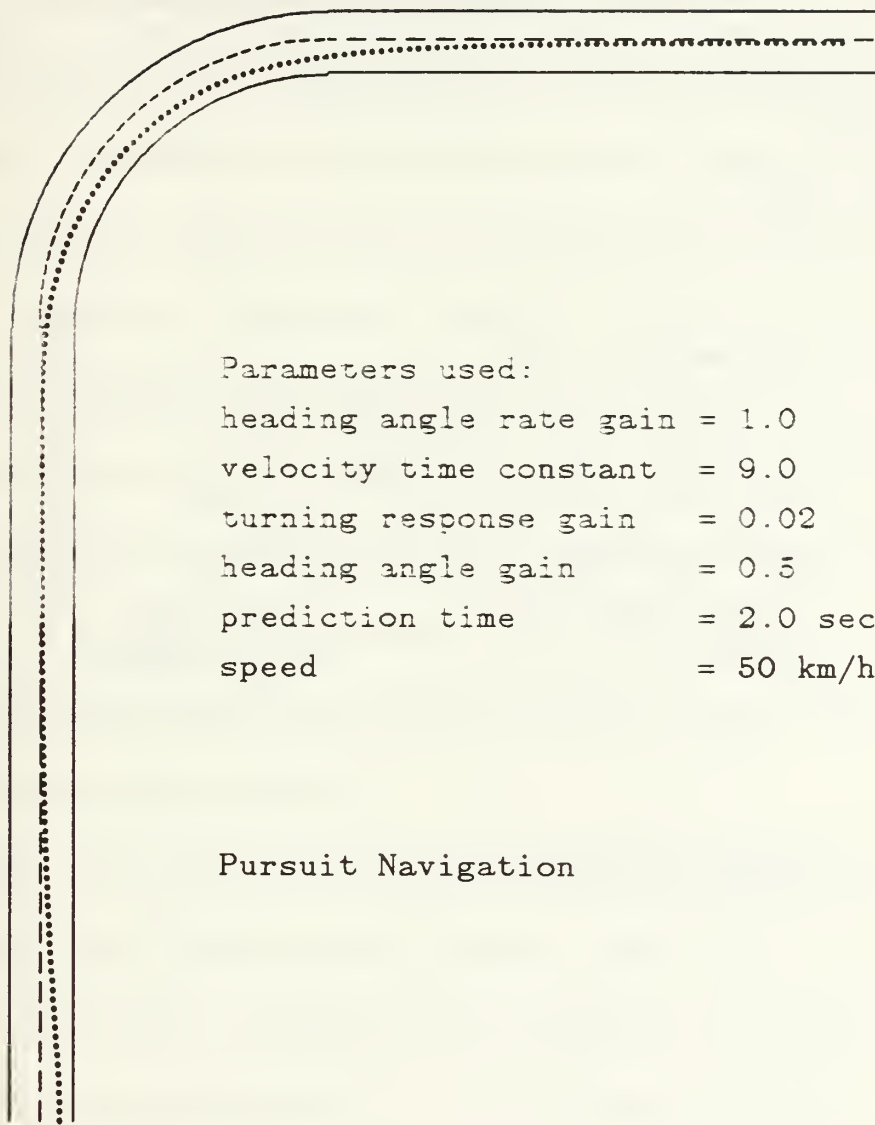 Parameters used:
heading angle rate gain = 1.0
velocity time constant = 9.0
turning response gain = 0.02
heading angle gain = 0.5
prediction time = 2.0 sec
speed = 50 km/h
Pursuit Navigation